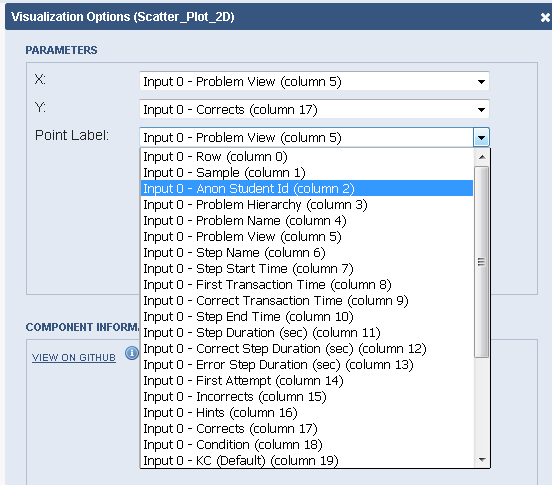 Visualization Options (Scatter_Plot_2D)
PARAMETERS
X: Input 0 - Problem View (column 5)
Y: Input 0 - Corrects (column 17)
Point Label: Input 0 - Problem View (column 5)
Input 0 - Row (column 0)
Input 0 - Sample (column 1)
Input 0 - Anon Student Id (column 2)
Input 0 - Problem Hierarchy (column 3)
Input 0 - Problem Name (column 4)
Input 0 - Problem View (column 5)
Input 0 - Step Name (column 6)
Input 0 - Step Start Time (column 7)
Input 0 - First Transaction Time (column 8)
Input 0 - Correct Transaction Time (column 9)
Input 0 - Step End Time (column 10)
Input 0 - Step Duration (sec) (column 11)
Input 0 - Correct Step Duration (sec) (column 12)
Input 0 - Error Step Duration (sec) (column 13)
Input 0 - First Attempt (column 14)
Input 0 - Incorrects (column 15)
Input 0 - Hints (column 16)
Input 0 - Corrects (column 17)
Input 0 - Condition (column 18)
Input 0 - KC (Default) (column 19)
COMPONENT INFORMA
VIEW ON GITHUB